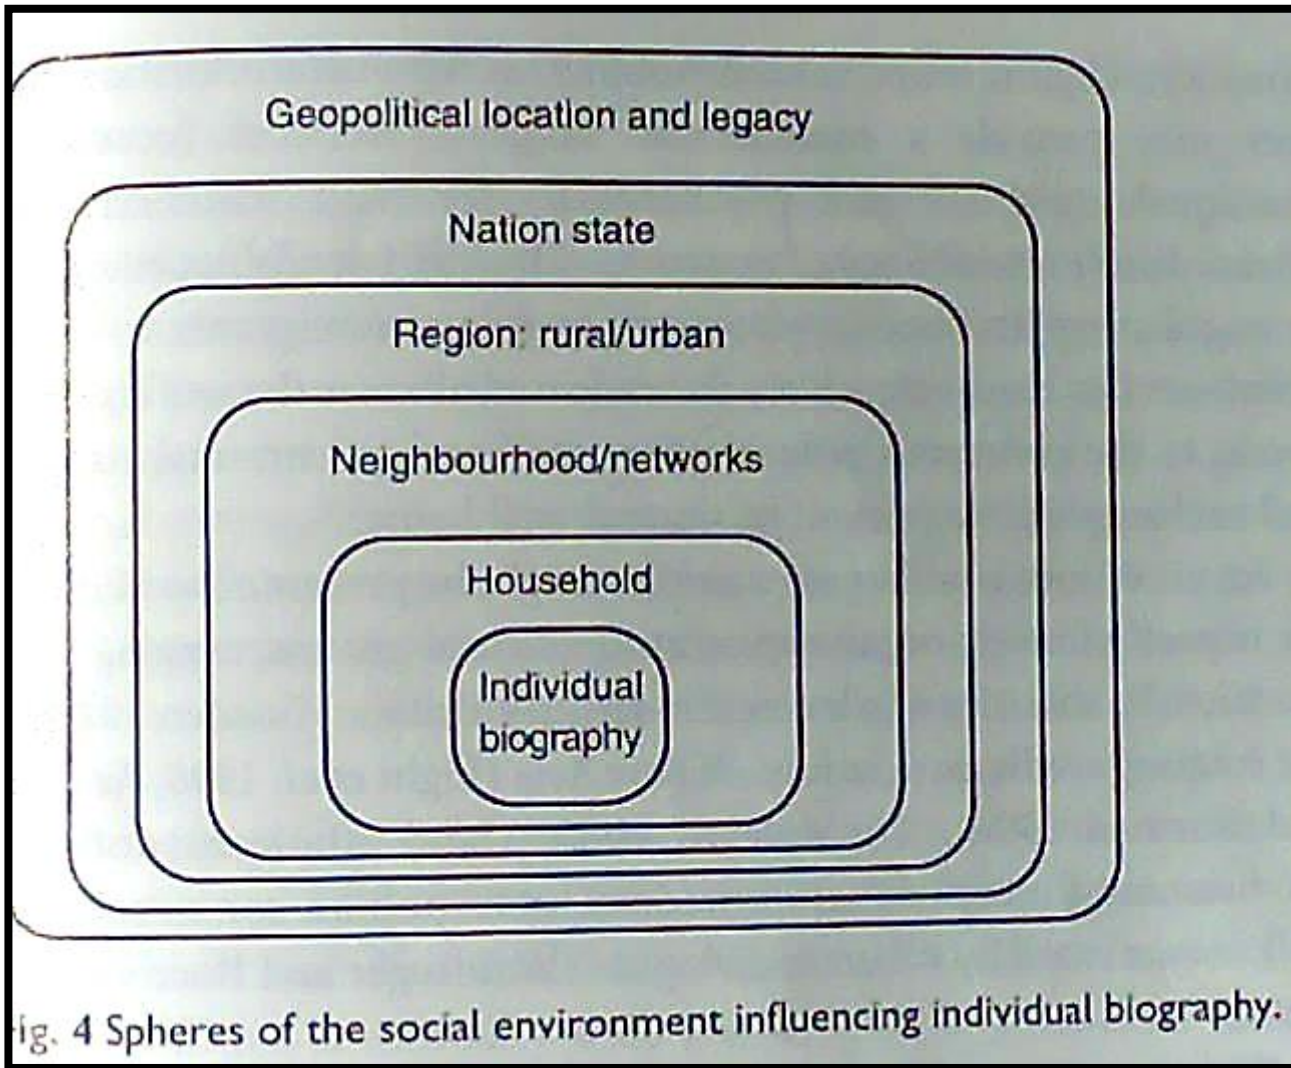 Geopolitical location and legacy
Nation state
Region: rural/urban
Neighbourhood/networks
Household
Individual
biography
ig. 4 Spheres of the social environment influencing individual biography.